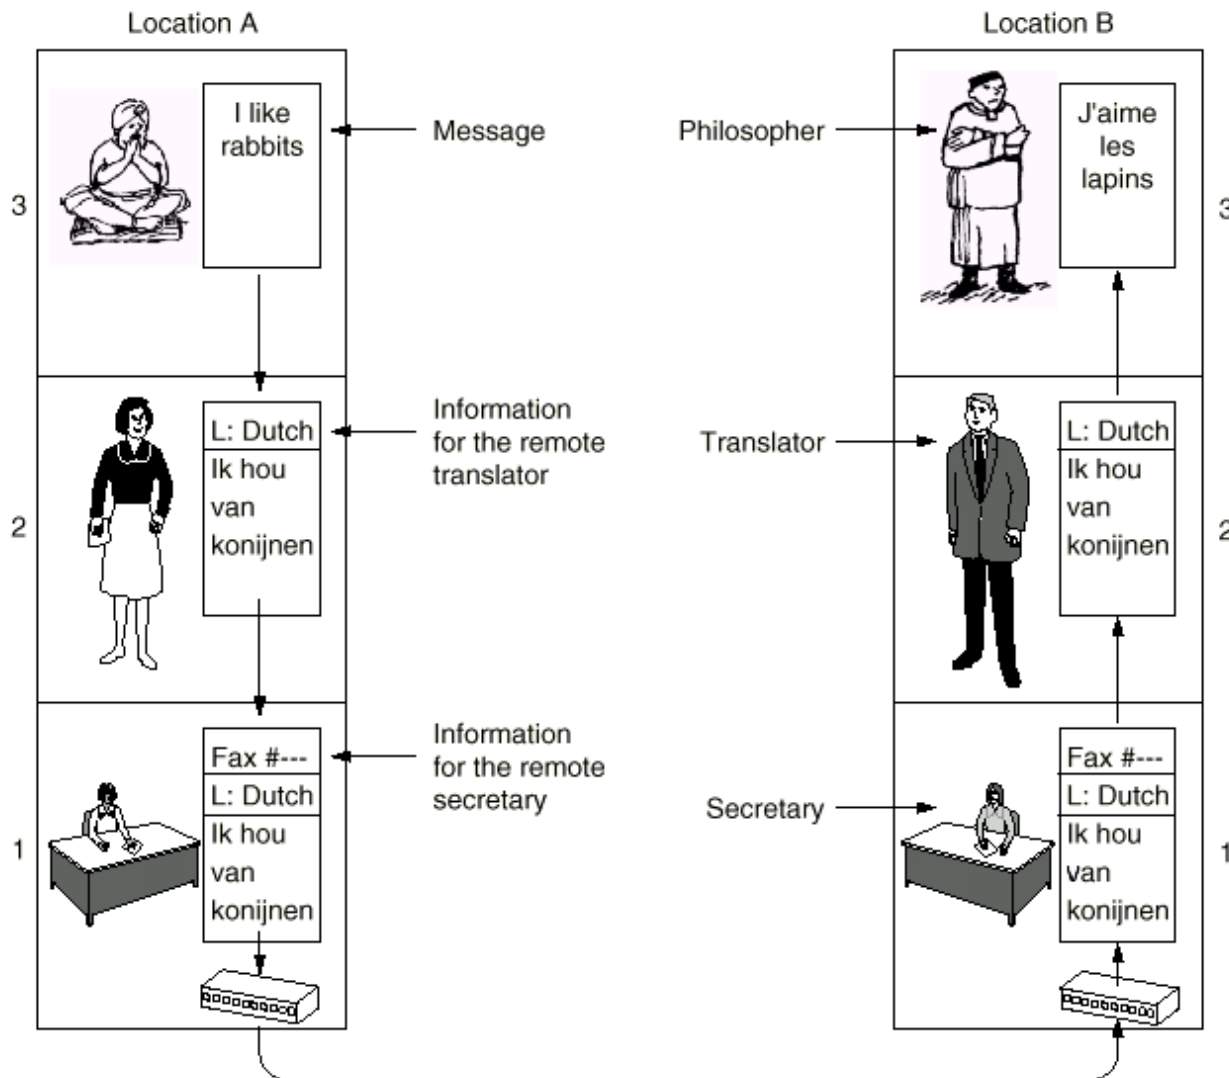 Location A
Location B
I like
rabbits
Message
Philosopher
J'aime
les
lapins
3
3
L: Dutch
Ik hou
van
konijnen
Information
for the remote
translator
Translator
L: Dutch
Ik hou
van
konijnen
2
2
Fax #---
L: Dutch
Ik hou
van
konijnen
Information
for the remote
secretary
Secretary
Fax #---
L: Dutch
Ik hou
van
konijnen
1
1